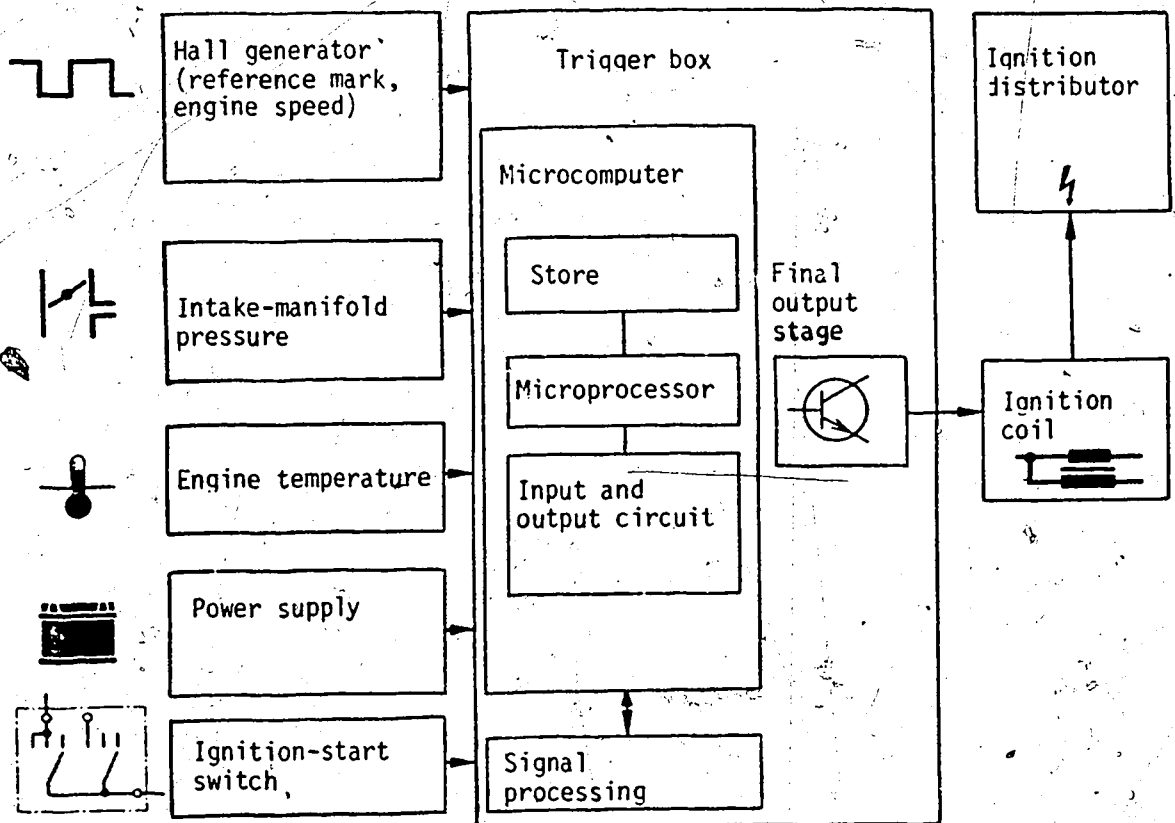 Hall generator
(reference mark,
engine speed)
Trigger box
Ignition
distributor
Microcomputer
Store
Final
output
stage
Intake-manifold
pressure
Microprocessor
Ignition
coil
Engine temperature
Input and
output circuit
Power supply
Ignition-start
switch
Signal
processing